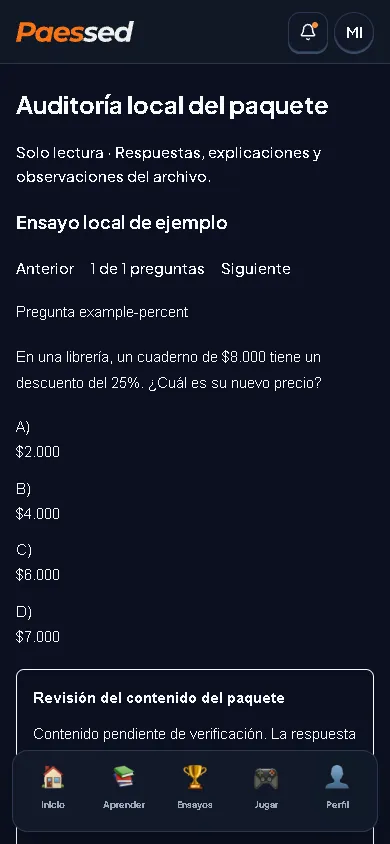 Paessed
MI
Auditoría local del paquete
Solo lectura · Respuestas, explicaciones y
observaciones del archivo.
Ensayo local de ejemplo
Anterior 1 de 1 preguntas Siguiente
Pregunta example-percent
En una librería, un cuaderno de $8.000 tiene un
descuento del 25%. ¿Cuál es su nuevo precio?
A)
$2.000
B)
$4.000
C)
$6.000
D)
$7.000
Revisión del contenido del paquete
Contenido pendiente de verificación. La respuesta
Inicio Aprender Ensayos Jugar Perfil